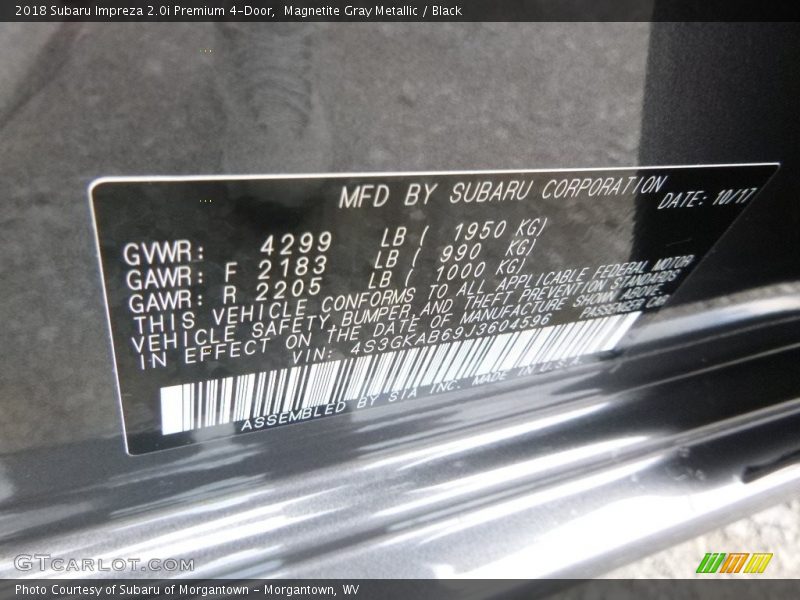 2018 Subaru Impreza 2.0i Premium 4-Door,  Magnetite Gray Metallic / Black
MFD BY SUBARU CORPORATION
DATE: 10/17
GVWR: 4299 LB ( 1950 KG)
GAWR: F 2183 LB ( 990 KG)
GAWR: R 2205 LB ( 1000 KG)
THIS VEHICLE CONFORMS TO ALL APPLICABLE FEDERAL MOTOR
VEHICLE SAFETY, BUMPER, AND THEFT PREVENTION STANDARDS
IN EFFECT ON THE DATE OF MANUFACTURE SHOWN ABOVE.
VIN: 4S3GKAB69J3604596 PASSENGER CAR
ASSEMBLED BY SIA INC. MADE IN U.S.A.
GTcarlot.com
Photo Courtesy of Subaru of Morgantown - Morgantown, WV